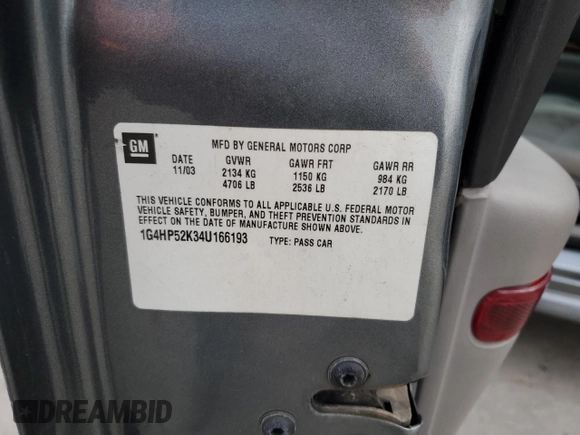 GM
MFD BY GENERAL MOTORS CORP
DATE GVWR GAWR FRT GAWR RR
11/03 2134 KG 1150 KG 984 KG
4706 LB 2536 LB 2170 LB
THIS VEHICLE CONFORMS TO ALL APPLICABLE U.S. FEDERAL MOTOR
VEHICLE SAFETY, BUMPER, AND THEFT PREVENTION STANDARDS IN
EFFECT ON THE DATE OF MANUFACTURE SHOWN ABOVE.
1G4HP52K34U166193 TYPE: PASS CAR
DREAMBID